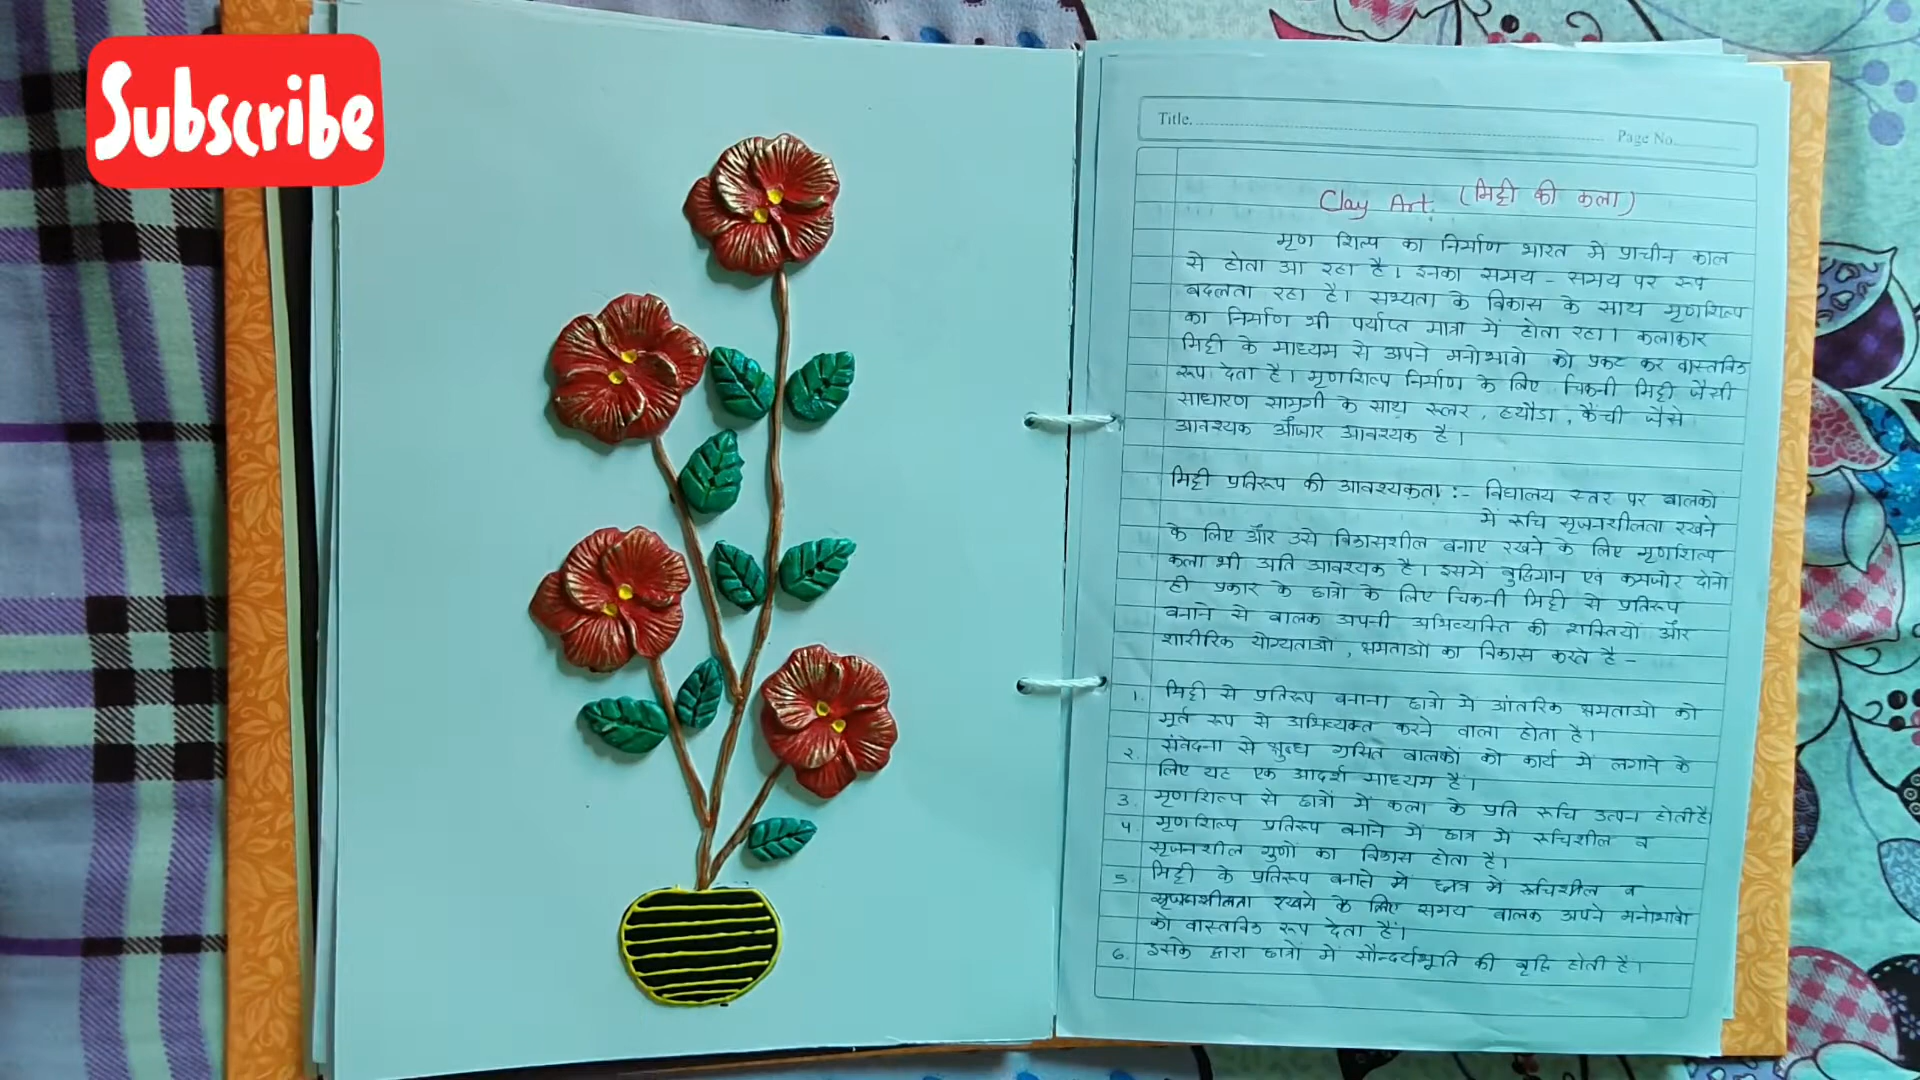 Subscribe
Title.
Page No.
Clay Art. (मिट्टी की कला)
मृण शिल्प का निर्माण भारत मे प्राचीन काल
से होता आ रहा है। इनका समय - समय पर रूप
बदलता रहा है। सभ्यता के विकास के साथ मृणशिल्प
का निर्माण भी पर्याप्त मात्रा में होता रहा। कलाकार
मिट्टी के माध्यम से अपने मनोभावो को प्रकट कर वास्तविक
रूप देता है। मृणशिल्प निर्माण के लिए चिकनी मिट्टी जैसी
साधारण सामग्री के साथ स्लर, हथौडा, कैंची जैसे
आवश्यक औजार आवश्यक है।
मिट्टी प्रतिरूप की आवश्यकता :- विद्यालय स्तर पर बालको
में रूचि सृजनशीलता रखने
के लिए और उसे विकासशील बनाए रखने के लिए मृणशिल्प
कला भी अति आवश्यक है। इसमें बुद्धिमान एवं कमजोर दोनो
ही प्रकार के छात्रो के लिए चिकनी मिट्टी से प्रतिरूप
बनाने से बालक अपनी अभिव्यक्ति की शक्तियों और
शारीरिक योग्यताओ, क्षमताओ का विकास करते है -
1. मिट्टी से प्रतिरूप बनाना छात्रो में आंतरिक क्षमताओ को
मूर्त रूप से अभिव्यक्त करने वाला होता है।
२. संवेदना से क्षुब्ध ग्रसित बालकों को कार्य में लगाने के
लिए यह एक आदर्श माध्यम है।
3. मृणशिल्प से छात्रों में कला के प्रति रूचि उत्पन होती है।
4. मृणशिल्प प्रतिरूप बनाने में छात्र में रूचिशील व
सृजनशील गुणों का विकास होता है।
5. मिट्टी के प्रतिरूप बनाते में छात्र में रूचिशील व
सृजनशीलता रखने के लिए समय बालक अपने मनोभावो
को वास्तविक रूप देता हैं।
6. इसके द्वारा छात्रों में सौन्दर्यभूति की वृद्धि होती है।